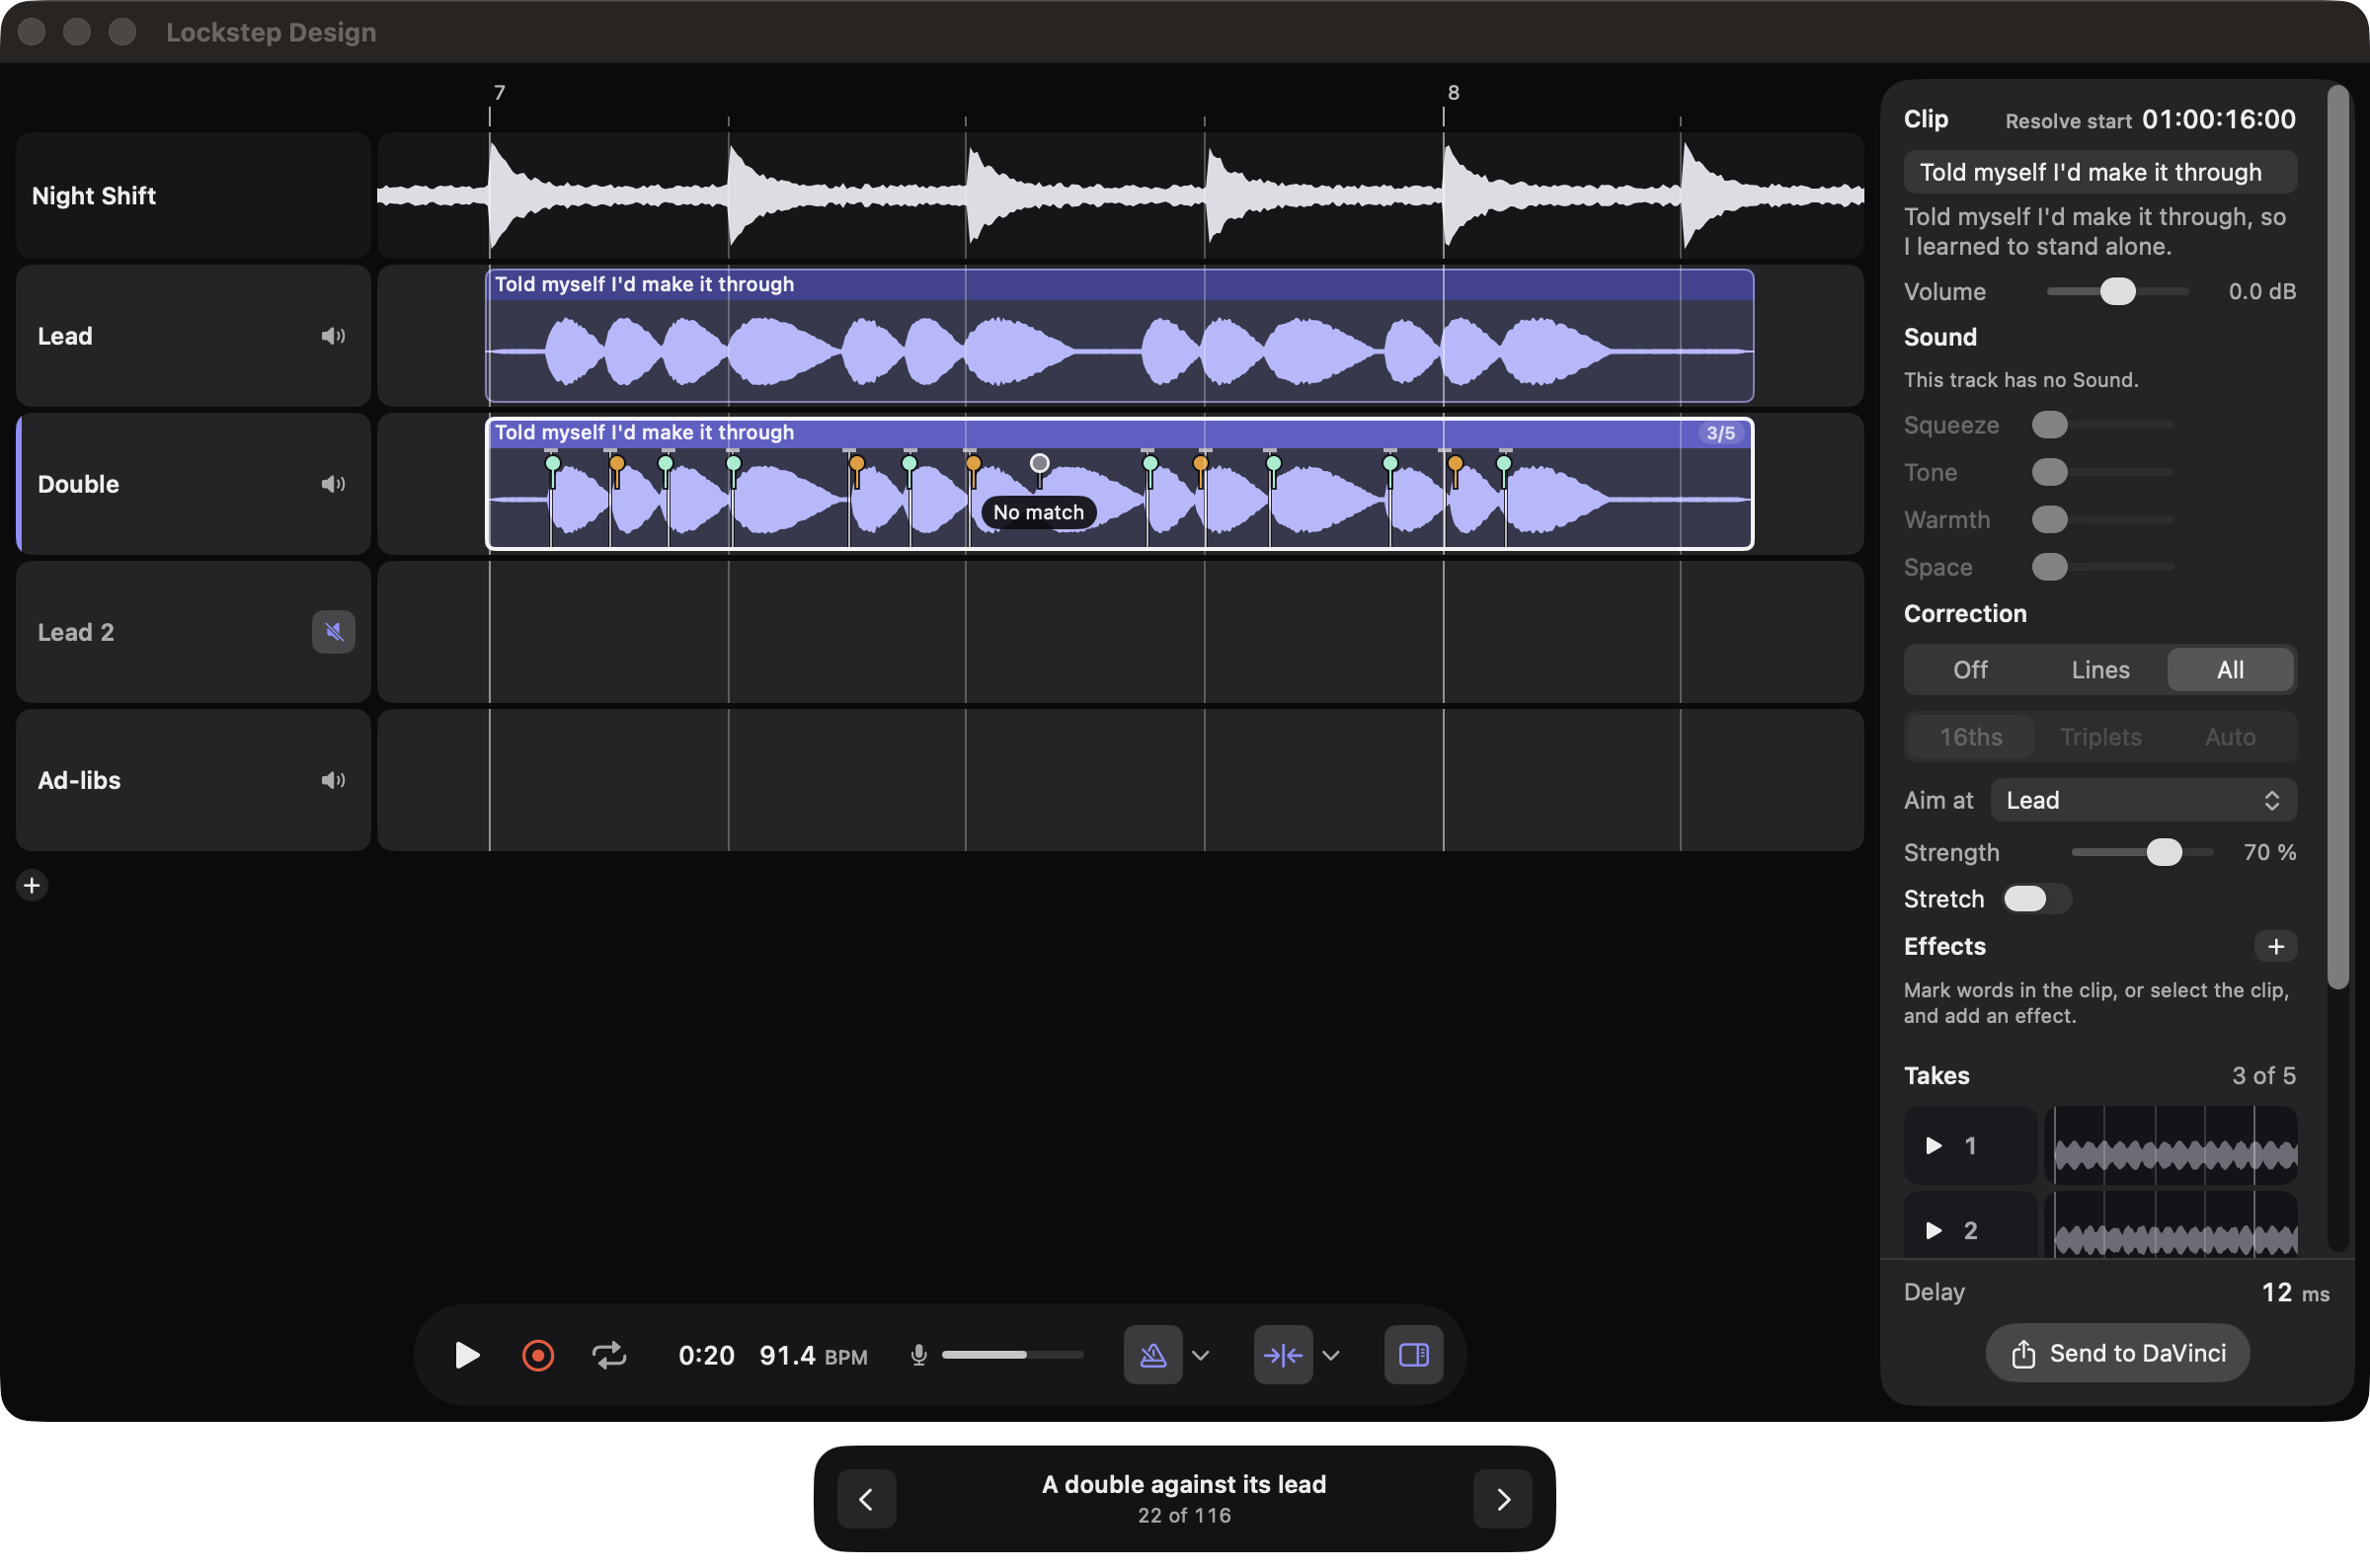 Lockstep Design
7
8
Night Shift
Lead
Told myself I'd make it through
Double
Told myself I'd make it through
3/5
No match
Lead 2
Ad-libs
0:20
91.4 BPM
Clip
Resolve start 01:00:16:00
Told myself I'd make it through
Told myself I'd make it through, so
I learned to stand alone.
Volume
0.0 dB
Sound
This track has no Sound.
Squeeze
Tone
Warmth
Space
Correction
Off
Lines
All
16ths
Triplets
Auto
Aim at
Lead
Strength
70 %
Stretch
Effects
Mark words in the clip, or select the clip,
and add an effect.
Takes
3 of 5
1
2
Delay
12 ms
Send to DaVinci
A double against its lead
22 of 116